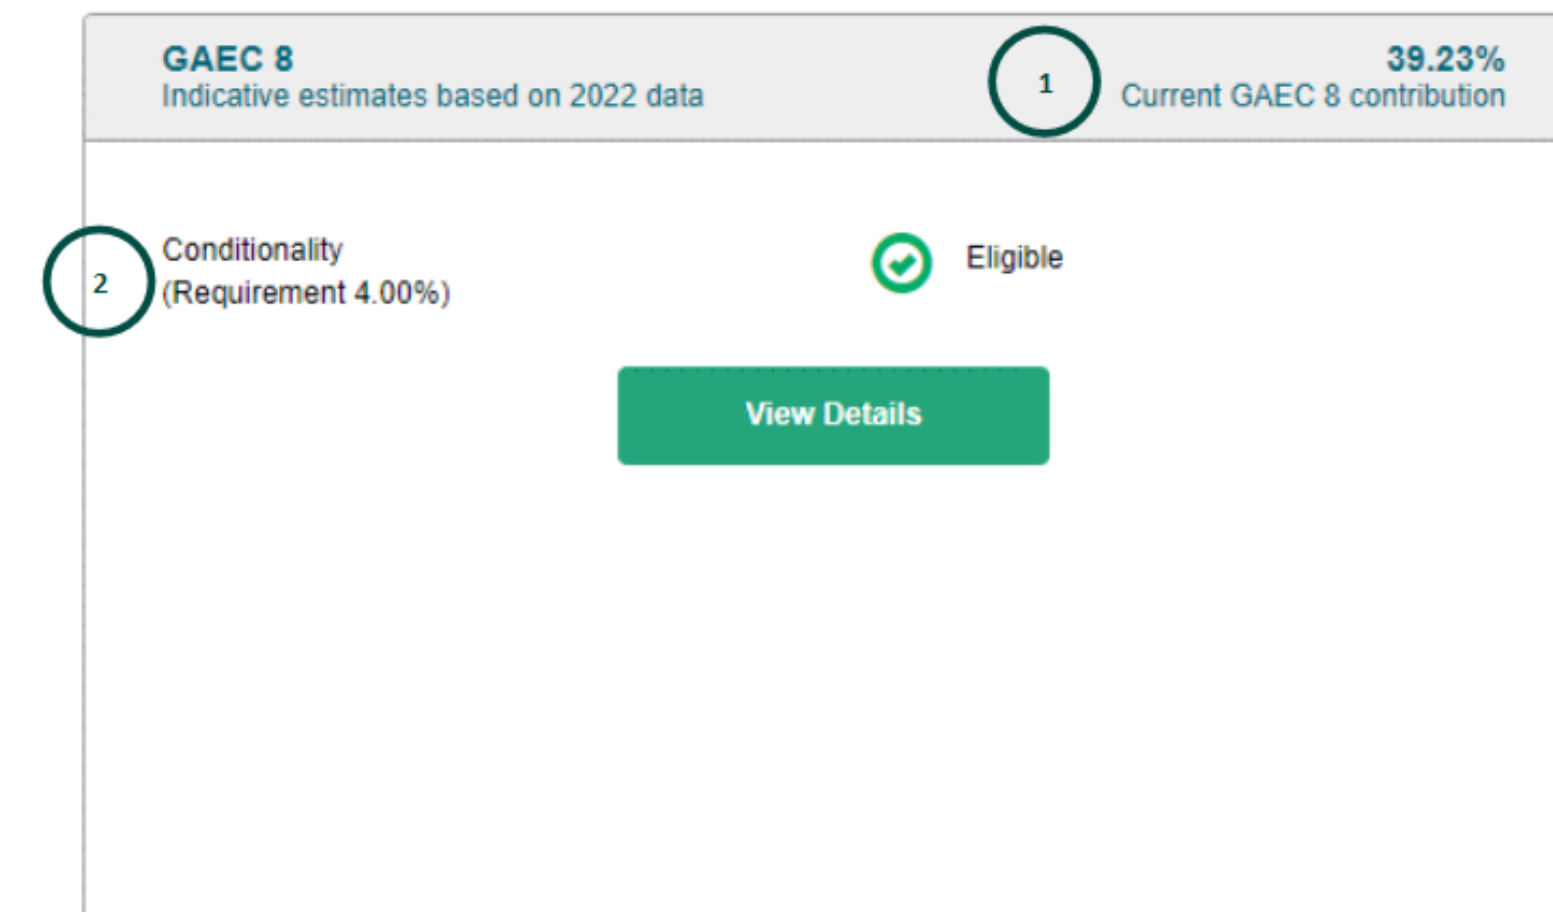 GAEC 8
Indicative estimates based on 2022 data
1
39.23%
Current GAEC 8 contribution
2
Conditionality
(Requirement 4.00%)
Eligible
View Details